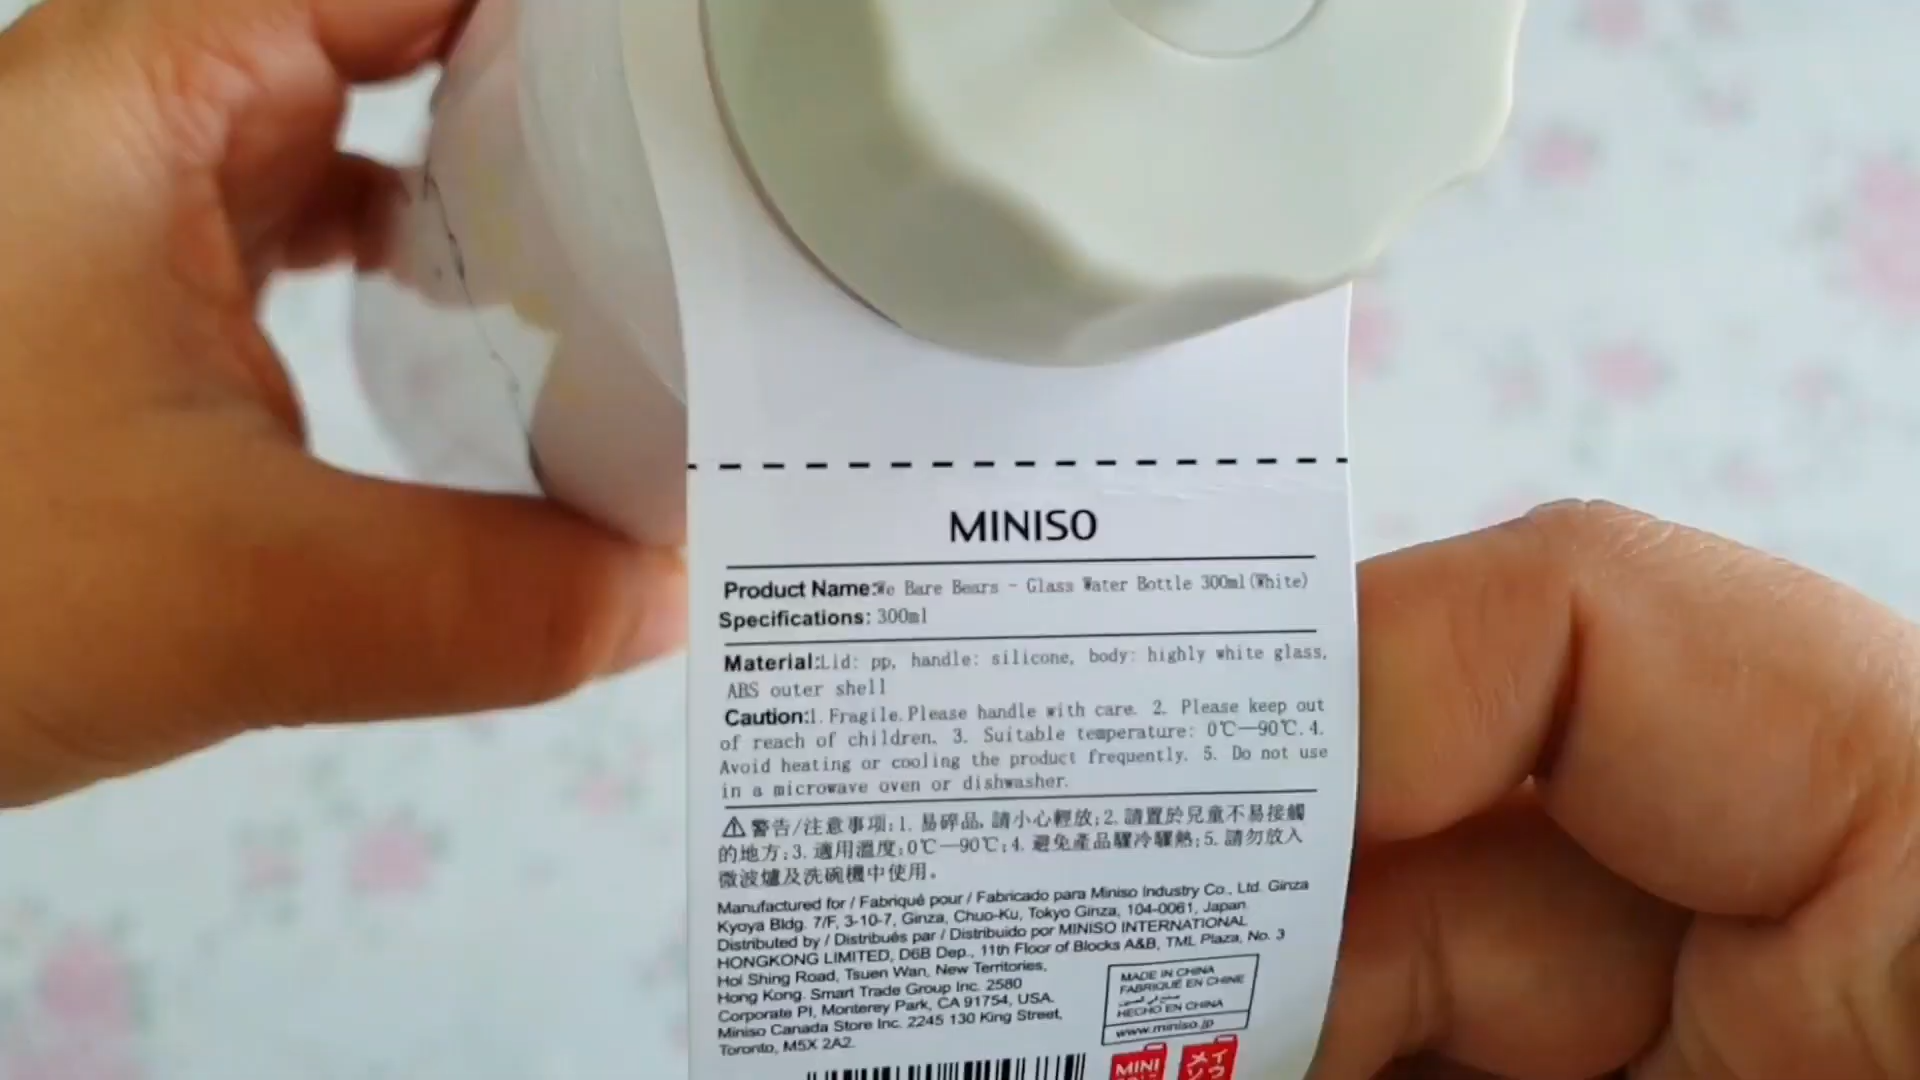 MINISO
Product Name:We Bare Bears - Glass Water Bottle 300ml(White)
Specifications: 300ml
Material:Lid: pp, handle: silicone, body: highly white glass,
ABS outer shell
Caution:1. Fragile. Please handle with care. 2. Please keep out
of reach of children. 3. Suitable temperature: 0℃—90℃. 4.
Avoid heating or cooling the product frequently. 5. Do not use
in a microwave oven or dishwasher.
⚠警告/注意事項:1. 易碎品, 請小心輕放;2. 請置於兒童不易接觸
的地方;3. 適用溫度:0℃—90℃;4. 避免產品驟冷驟熱;5. 請勿放入
微波爐及洗碗機中使用。
Manufactured for / Fabriqué pour / Fabricado para Miniso Industry Co., Ltd. Ginza
Kyoya Bldg. 7/F, 3-10-7, Ginza, Chuo-Ku, Tokyo Ginza, 104-0061, Japan.
Distributed by / Distribués par / Distribuido por MINISO INTERNATIONAL
HONGKONG LIMITED, D6B Dep., 11th Floor of Blocks A&B, TML Plaza, No. 3
Hoi Shing Road, Tsuen Wan, New Territories,
Hong Kong. Smart Trade Group Inc. 2580
Corporate Pl, Monterey Park, CA 91754, USA.
Miniso Canada Store Inc. 2245 130 King Street,
Toronto, M5X 2A2.
MADE IN CHINA
FABRIQUÉ EN CHINE
صنع في الصين
HECHO EN CHINA
www.miniso.jp
MINI
メイ
ソウ